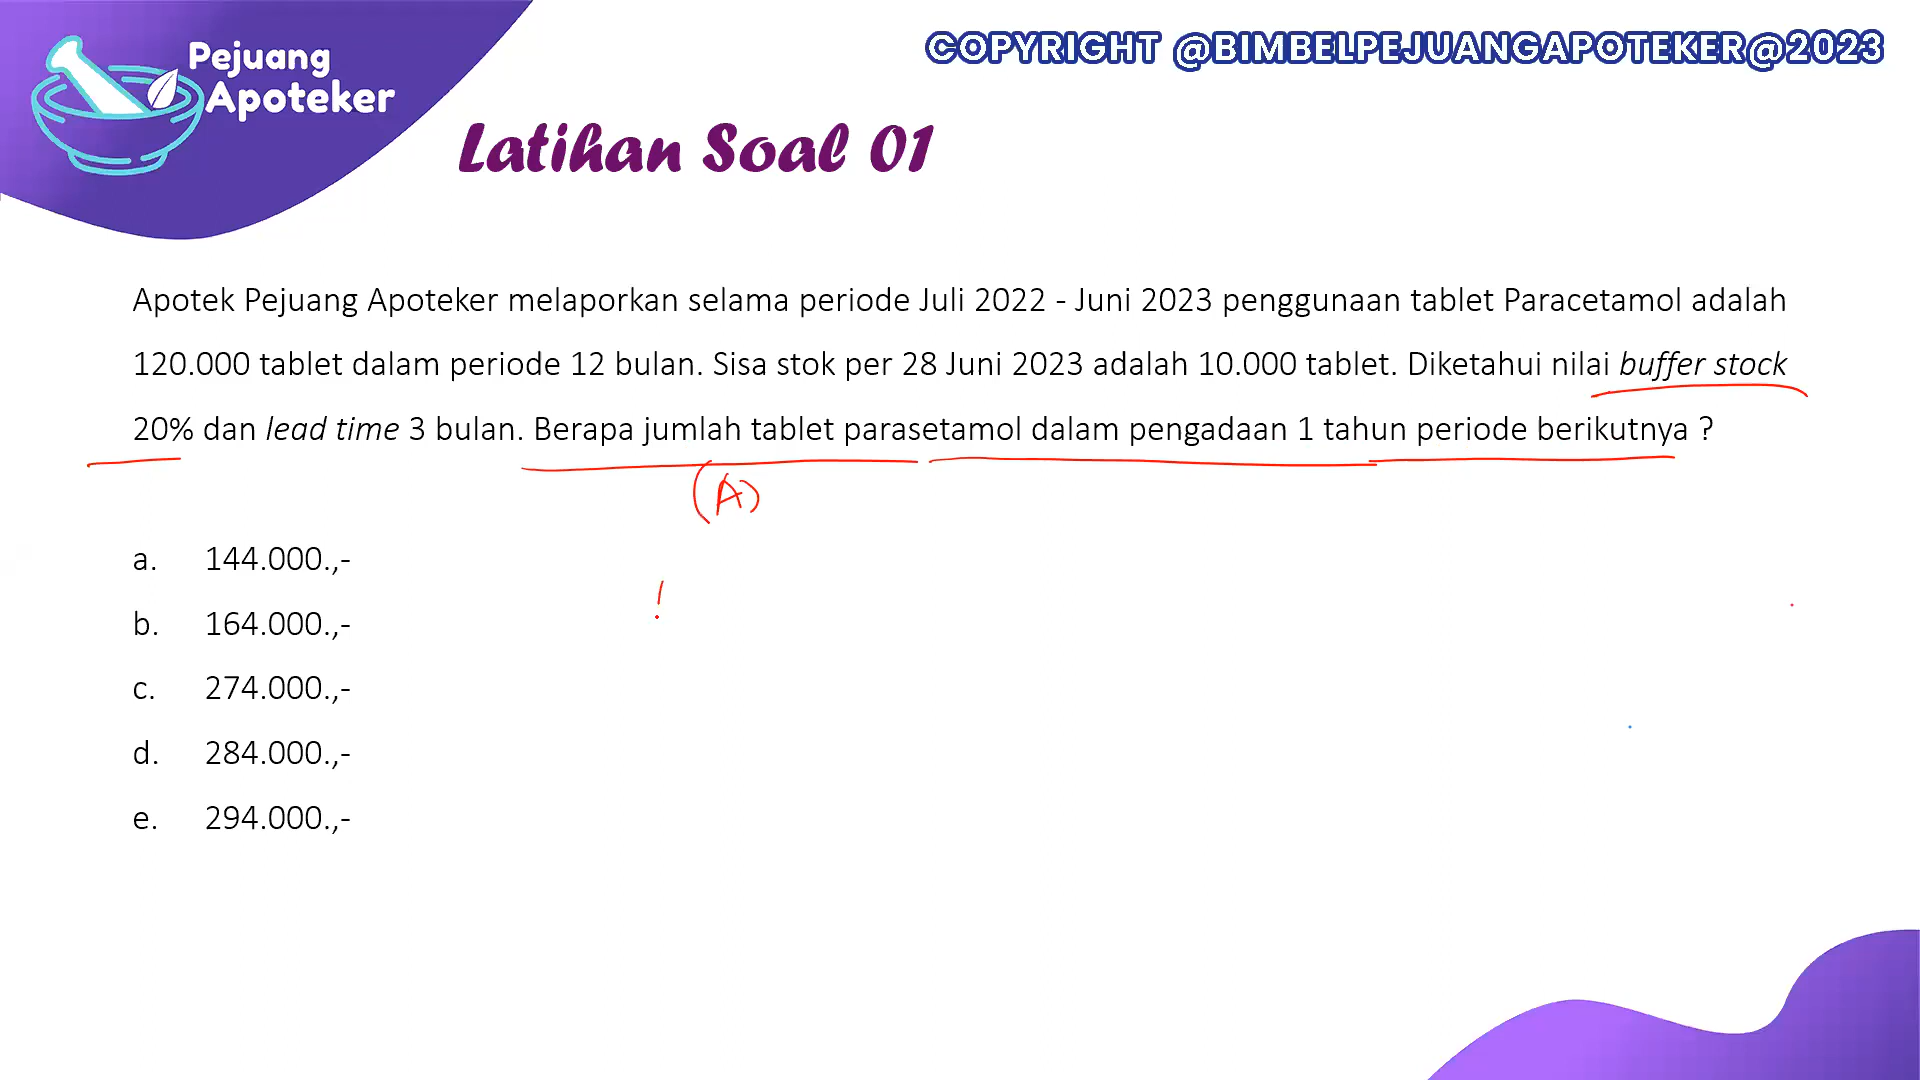 Pejuang
Apoteker
COPYRIGHT @BIMBELPEJUANGAPOTEKER@2023
Latihan Soal 01
Apotek Pejuang Apoteker melaporkan selama periode Juli 2022 - Juni 2023 penggunaan tablet Paracetamol adalah
120.000 tablet dalam periode 12 bulan. Sisa stok per 28 Juni 2023 adalah 10.000 tablet. Diketahui nilai buffer stock
20% dan lead time 3 bulan. Berapa jumlah tablet parasetamol dalam pengadaan 1 tahun periode berikutnya ?
(A)
a. 144.000.,-
!
b. 164.000.,-
c. 274.000.,-
d. 284.000.,-
e. 294.000.,-